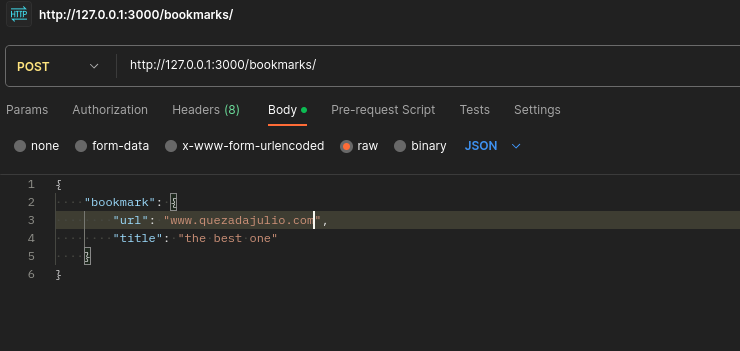 HTTP http://127.0.0.1:3000/bookmarks/
POST http://127.0.0.1:3000/bookmarks/
Params Authorization Headers (8) Body Pre-request Script Tests Settings
none form-data x-www-form-urlencoded raw binary JSON
1 {
2 "bookmark": {
3 "url": "www.quezadajulio.com",
4 "title": "the best one"
5 }
6 }